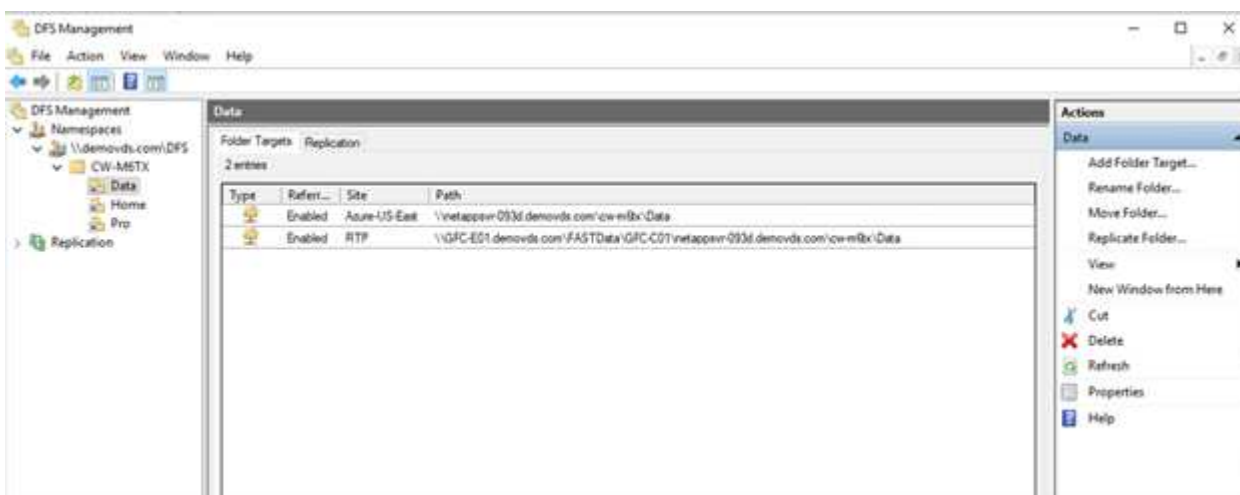 DFS Management
File Action View Window Help
DFS Management
Namespaces
\\demovds.com\DFS
CW-M6TX
Data
Home
Pro
Replication
Data
Folder Targets Replication
2 entries
Type Referr... Site Path
Enabled Azure-US-East \\netappsvr-093d.demovds.com\cw-m6tx\Data
Enabled RTP \\GFC-E01.demovds.com\FASTData\GFC-C01\netappsvr-093d.demovds.com\cw-m6tx\Data
Actions
Data
Add Folder Target...
Rename Folder...
Move Folder...
Replicate Folder...
View
New Window from Here
Cut
Delete
Refresh
Properties
Help